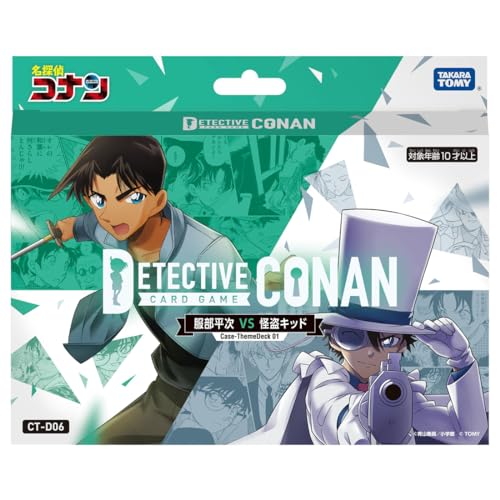 名探偵
コナン
TAKARA
TOMY
DETECTIVE CONAN
CARD GAME
対象年齢10才以上
DETECTIVE CONAN
CARD GAME
服部平次 VS 怪盗キッド
Case-ThemeDeck 01
CT-D06
©青山剛昌/小学館 © TOMY